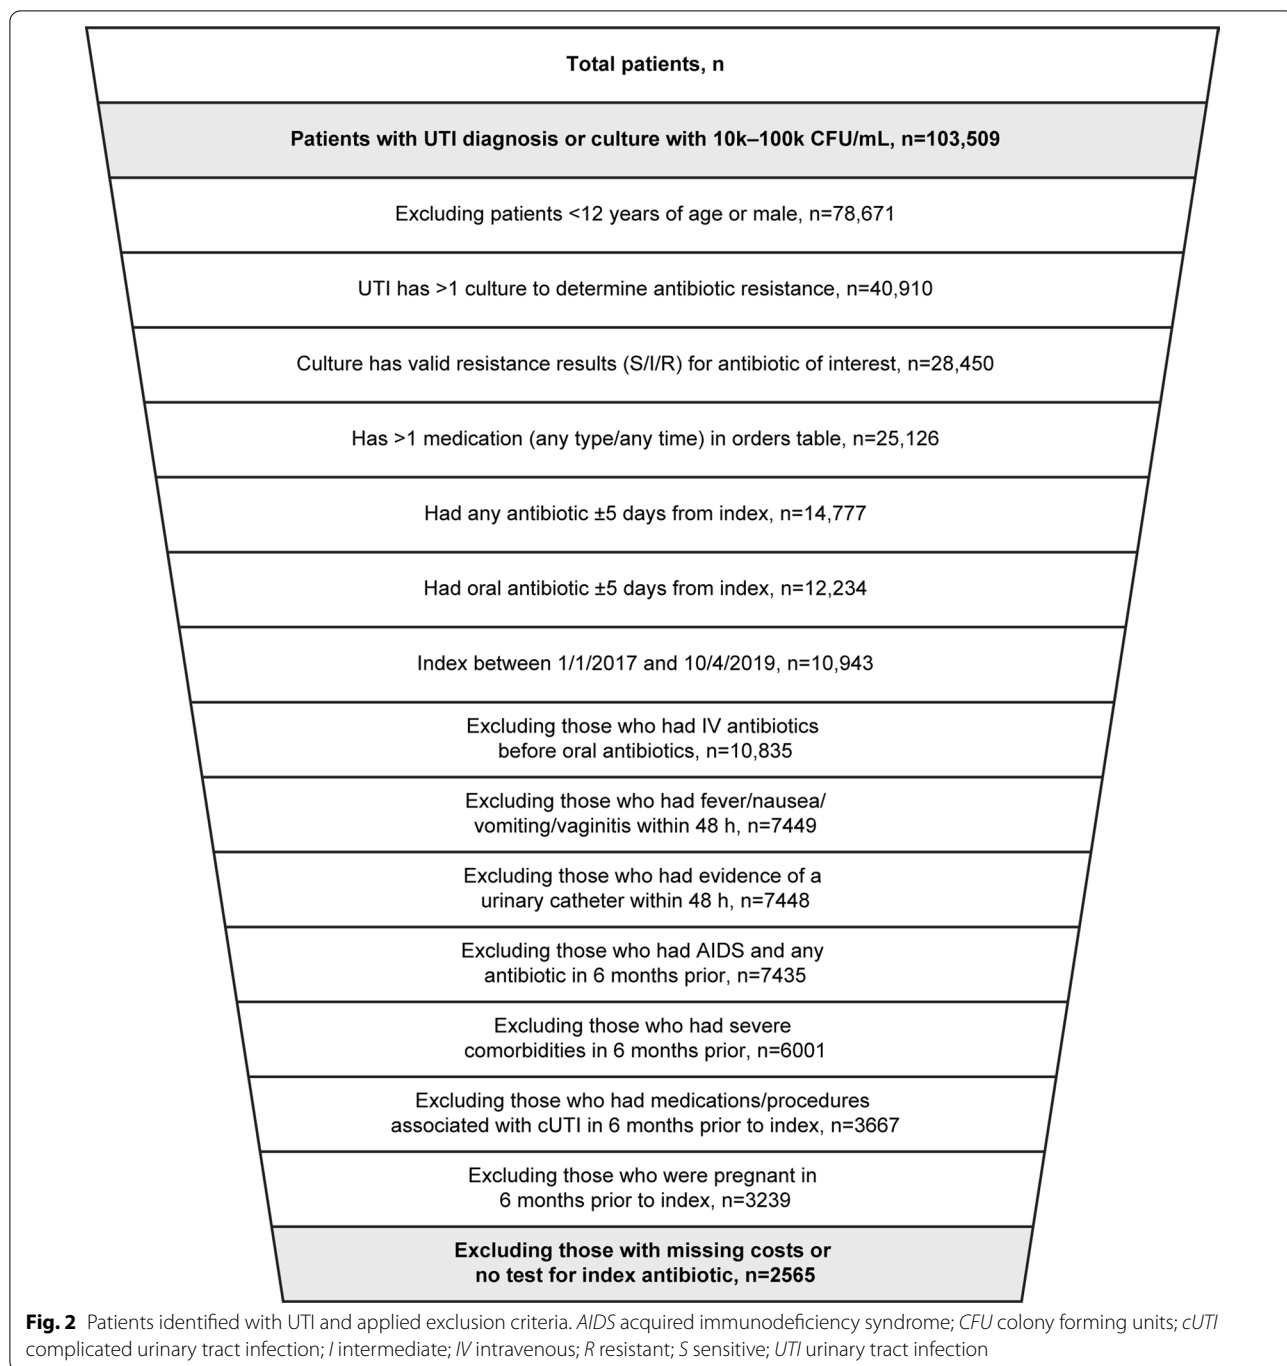 Total patients, n
Patients with UTI diagnosis or culture with 10k–100k CFU/mL, n=103,509
Excluding patients <12 years of age or male, n=78,671
UTI has >1 culture to determine antibiotic resistance, n=40,910
Culture has valid resistance results (S/I/R) for antibiotic of interest, n=28,450
Has >1 medication (any type/any time) in orders table, n=25,126
Had any antibiotic ±5 days from index, n=14,777
Had oral antibiotic ±5 days from index, n=12,234
Index between 1/1/2017 and 10/4/2019, n=10,943
Excluding those who had IV antibiotics
before oral antibiotics, n=10,835
Excluding those who had fever/nausea/
vomiting/vaginitis within 48 h, n=7449
Excluding those who had evidence of a
urinary catheter within 48 h, n=7448
Excluding those who had AIDS and any
antibiotic in 6 months prior, n=7435
Excluding those who had severe
comorbidities in 6 months prior, n=6001
Excluding those who had medications/procedures
associated with cUTI in 6 months prior to index, n=3667
Excluding those who were pregnant in
6 months prior to index, n=3239
Excluding those with missing costs or
no test for index antibiotic, n=2565
Fig. 2 Patients identified with UTI and applied exclusion criteria. AIDS acquired immunodeficiency syndrome; CFU colony forming units; cUTI
complicated urinary tract infection; I intermediate; IV intravenous; R resistant; S sensitive; UTI urinary tract infection